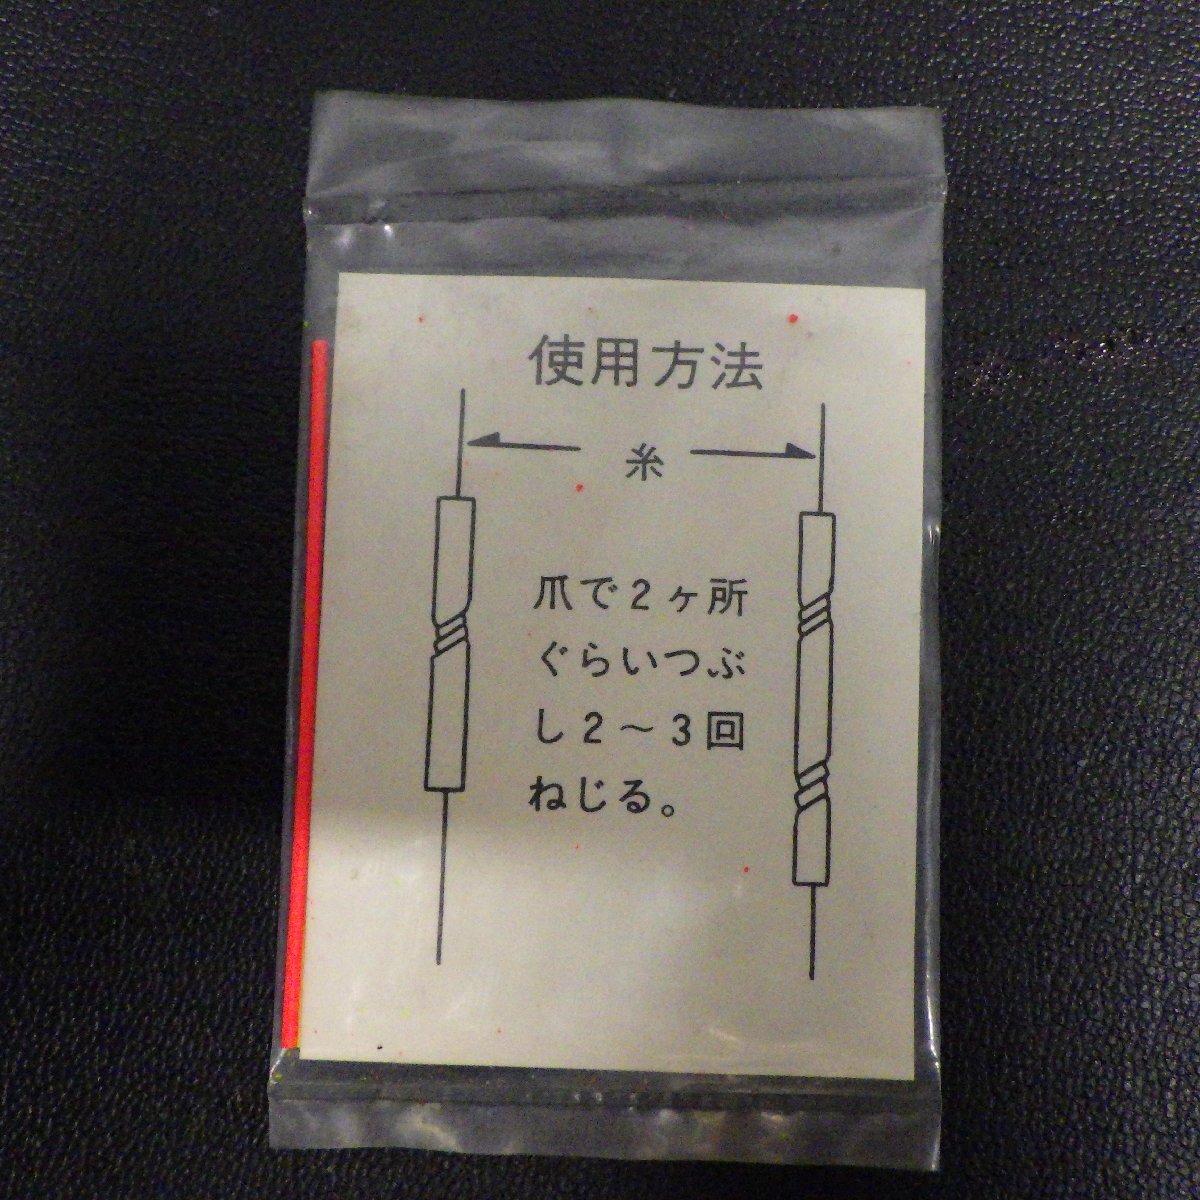 使用方法
糸
爪で２ヶ所
ぐらいつぶ
し２～３回
ねじる。